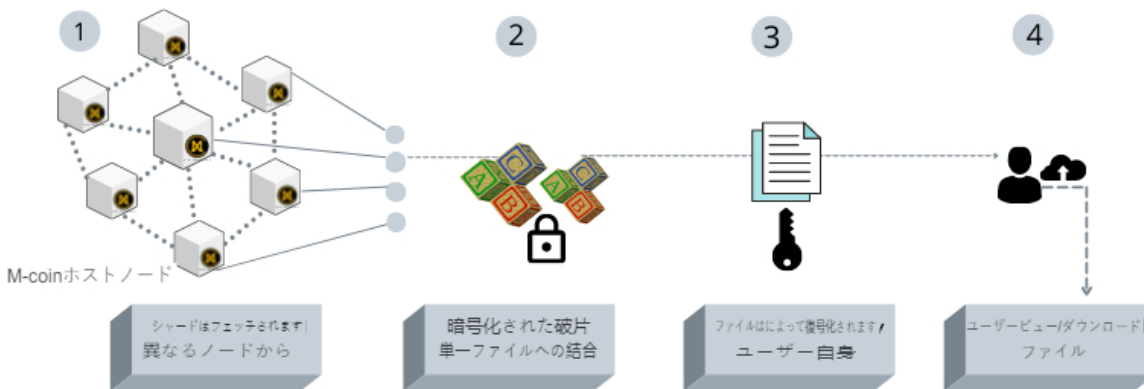 1
2
3
4
A
C
B
A
C
B
M-coinホストノード
シャードはフェッチされます
異なるノードから
暗号化された破片
単一ファイルへの結合
ファイルはによって復号化されます
ユーザー自身
ユーザービュー/ダウンロード
ファイル